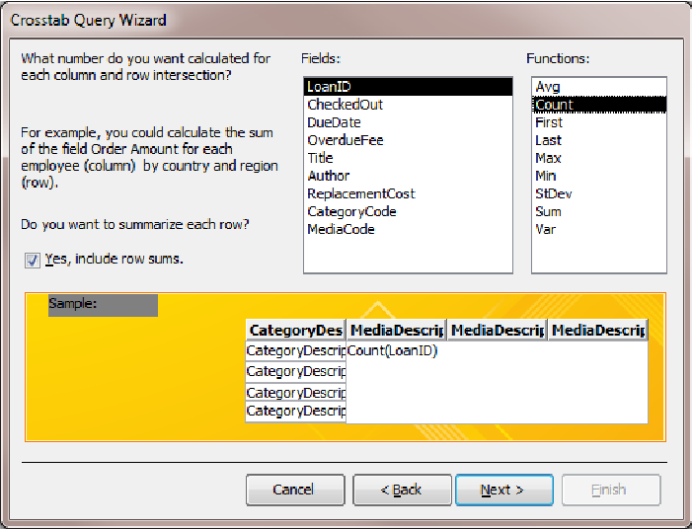 Crosstab Query Wizard
What number do you want calculated for
each column and row intersection?
For example, you could calculate the sum
of the field Order Amount for each
employee (column) by country and region
(row).
Do you want to summarize each row?
Yes, include row sums.
Fields:
LoanID
CheckedOut
DueDate
OverdueFee
Title
Author
ReplacementCost
CategoryCode
MediaCode
Functions:
Avg
Count
First
Last
Max
Min
StDev
Sum
Var
Sample:
CategoryDes MediaDescrip MediaDescrip MediaDescrip
CategoryDescrip Count(LoanID)
CategoryDescrip
CategoryDescrip
CategoryDescrip
Cancel < Back Next > Finish